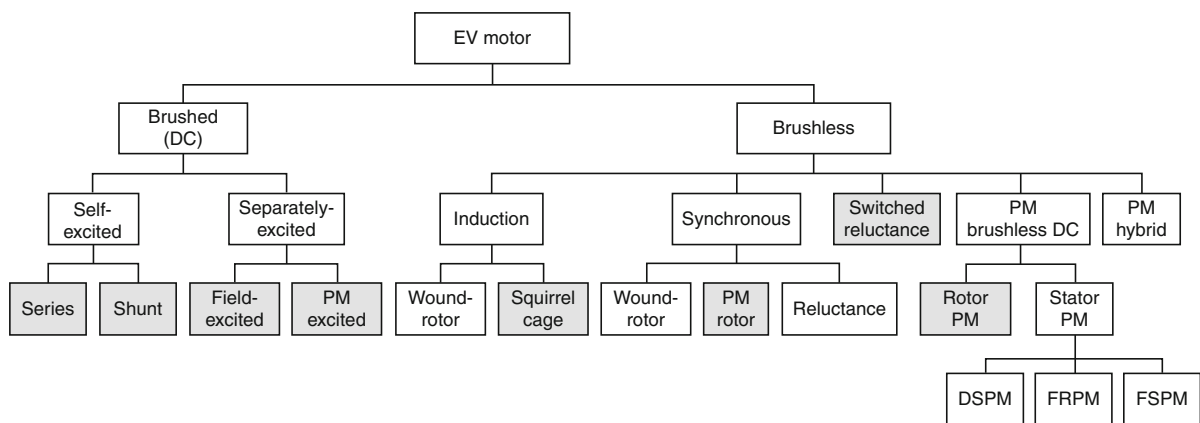 EV motor
Brushed
(DC)
Brushless
Self-
excited
Separately-
excited
Induction
Synchronous
Switched
reluctance
PM
brushless DC
PM
hybrid
Series
Shunt
Field-
excited
PM
excited
Wound-
rotor
Squirrel
cage
Wound-
rotor
PM
rotor
Reluctance
Rotor
PM
Stator
PM
DSPM
FRPM
FSPM